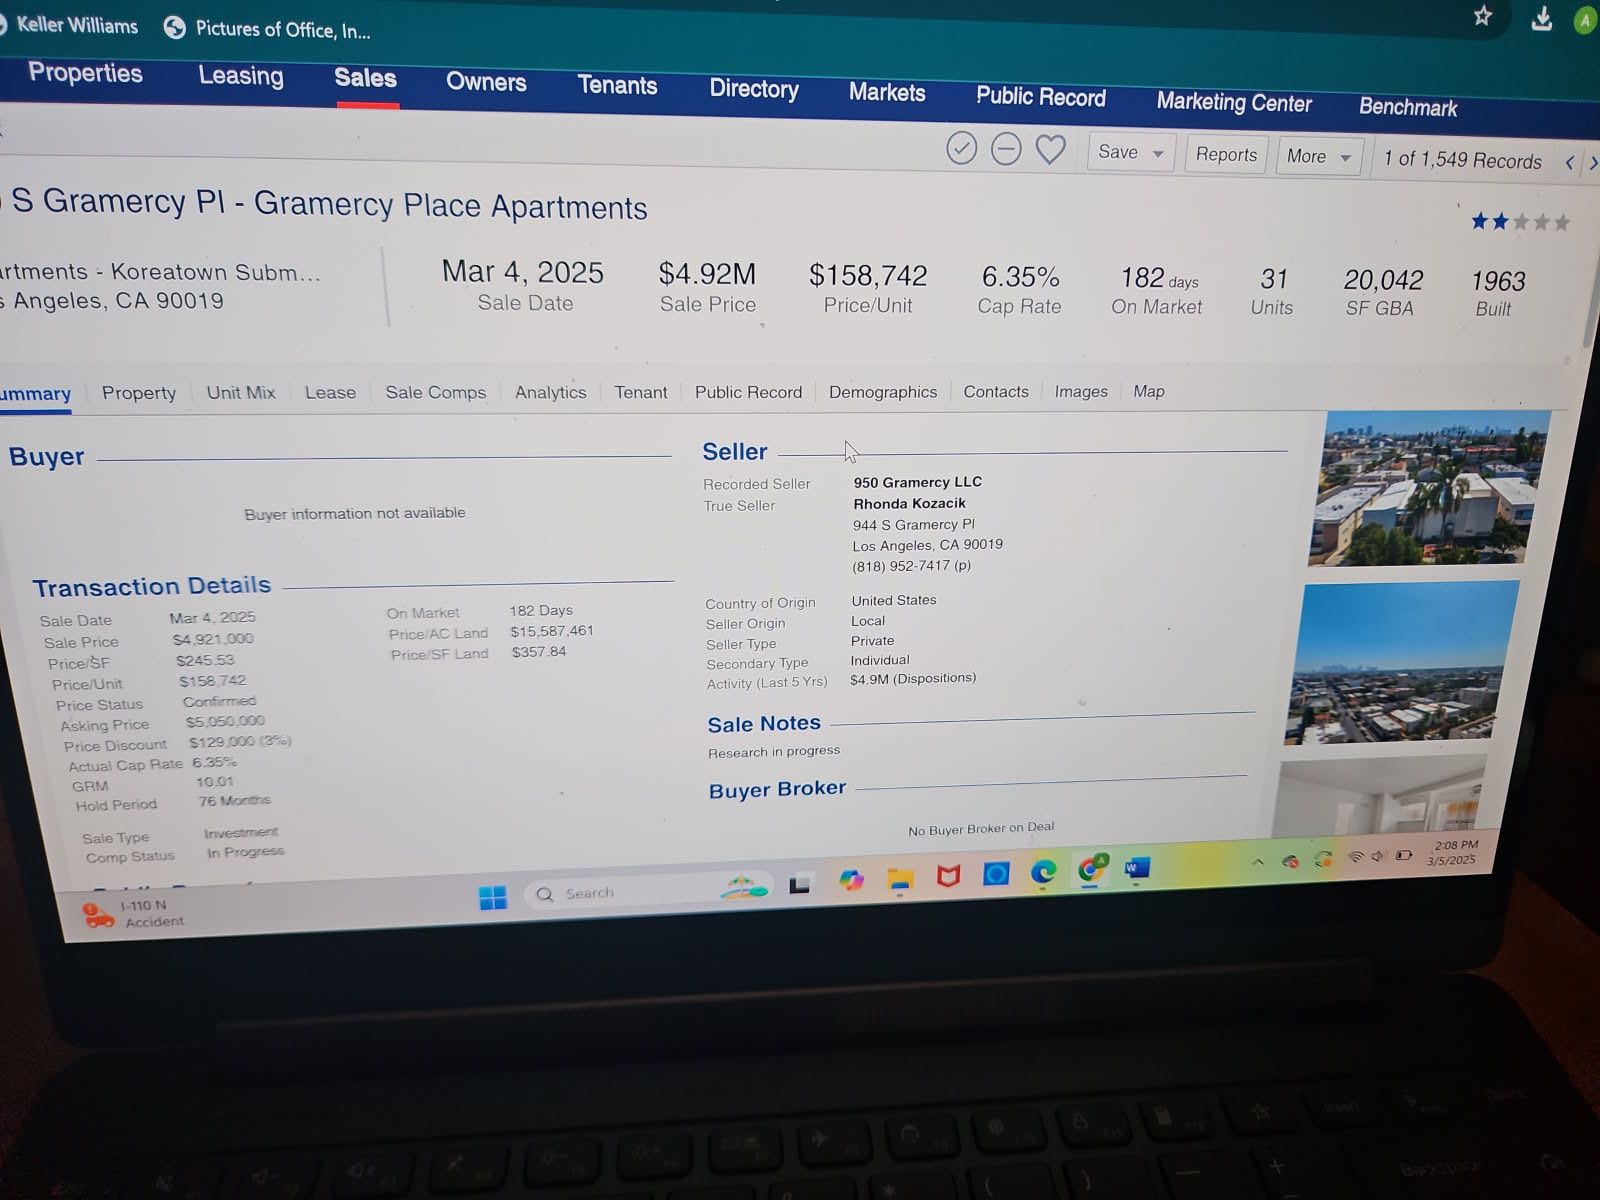 Keller Williams Pictures of Office, In...
A
Properties Leasing Sales Owners Tenants Directory Markets Public Record Marketing Center Benchmark
Save Reports More 1 of 1,549 Records
S Gramercy Pl - Gramercy Place Apartments
artments - Koreatown Subm...
s Angeles, CA 90019
Mar 4, 2025 $4.92M $158,742 6.35% 182 days 31 20,042 1963
Sale Date Sale Price Price/Unit Cap Rate On Market Units SF GBA Built
ummary Property Unit Mix Lease Sale Comps Analytics Tenant Public Record Demographics Contacts Images Map
Buyer
Buyer information not available
Transaction Details
Sale Date Mar 4, 2025
Sale Price $4,921,000
Price/SF $245.53
Price/Unit $158,742
Price Status Confirmed
Asking Price $5,050,000
Price Discount $129,000 (3%)
Actual Cap Rate 6.35%
GRM 10.01
Hold Period 76 Months
Sale Type Investment
Comp Status In Progress
On Market 182 Days
Price/AC Land $15,587,461
Price/SF Land $357.84
Seller
Recorded Seller 950 Gramercy LLC
True Seller Rhonda Kozacik
944 S Gramercy Pl
Los Angeles, CA 90019
(818) 952-7417 (p)
Country of Origin United States
Seller Origin Local
Seller Type Private
Secondary Type Individual
Activity (Last 5 Yrs) $4.9M (Dispositions)
Sale Notes
Research in progress
Buyer Broker
No Buyer Broker on Deal
I-110 N
Accident
Search
2:08 PM
3/5/2025